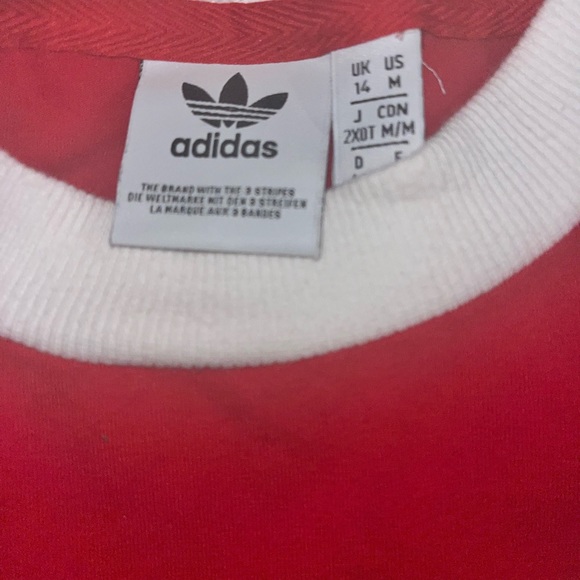 adidas
THE BRAND WITH THE 3 STRIPES
DIE WELTMARKE MIT DEN 3 STREIFEN
LA MARQUE AUX 3 BANDES
UK US
14 M
J CDN
2XOT M/M
D F